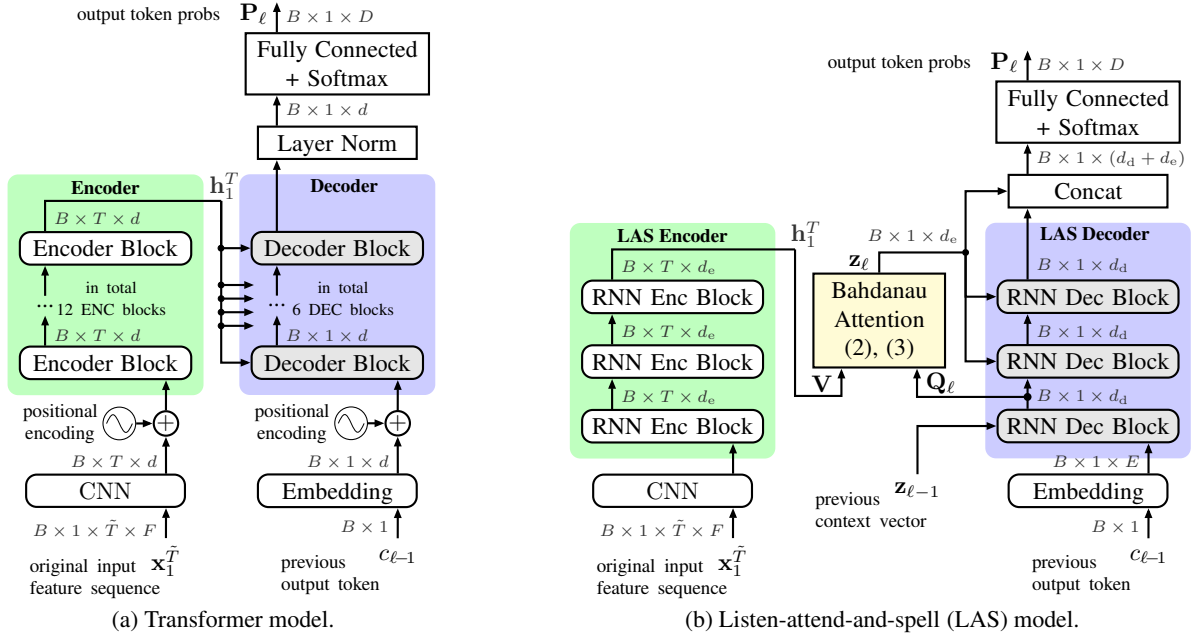 output token probs
P_ℓ
B × 1 × D
Fully Connected
+ Softmax
B × 1 × d
Layer Norm
Encoder
h_1^T
Decoder
B × T × d
Encoder Block
Decoder Block
... in total
12 ENC blocks
... in total
6 DEC blocks
B × T × d
B × 1 × d
Encoder Block
Decoder Block
positional
encoding
+
positional
encoding
+
B × T × d
B × 1 × d
CNN
Embedding
B × 1 × T̃ × F
B × 1
original input
feature sequence
x_1^T̃
previous
output token
c_{ℓ-1}
(a) Transformer model.
output token probs
P_ℓ
B × 1 × D
Fully Connected
+ Softmax
B × 1 × (d_d + d_e)
Concat
LAS Encoder
h_1^T
B × 1 × d_e
z_ℓ
LAS Decoder
B × T × d_e
B × 1 × d_d
RNN Enc Block
Bahdanau
Attention
(2), (3)
RNN Dec Block
B × T × d_e
B × 1 × d_d
RNN Enc Block
RNN Dec Block
V
Q_ℓ
B × T × d_e
B × 1 × d_d
RNN Enc Block
RNN Dec Block
B × 1 × E
CNN
z_{ℓ-1}
previous
context vector
Embedding
B × 1 × T̃ × F
B × 1
original input
feature sequence
x_1^T̃
previous
output token
c_{ℓ-1}
(b) Listen-attend-and-spell (LAS) model.